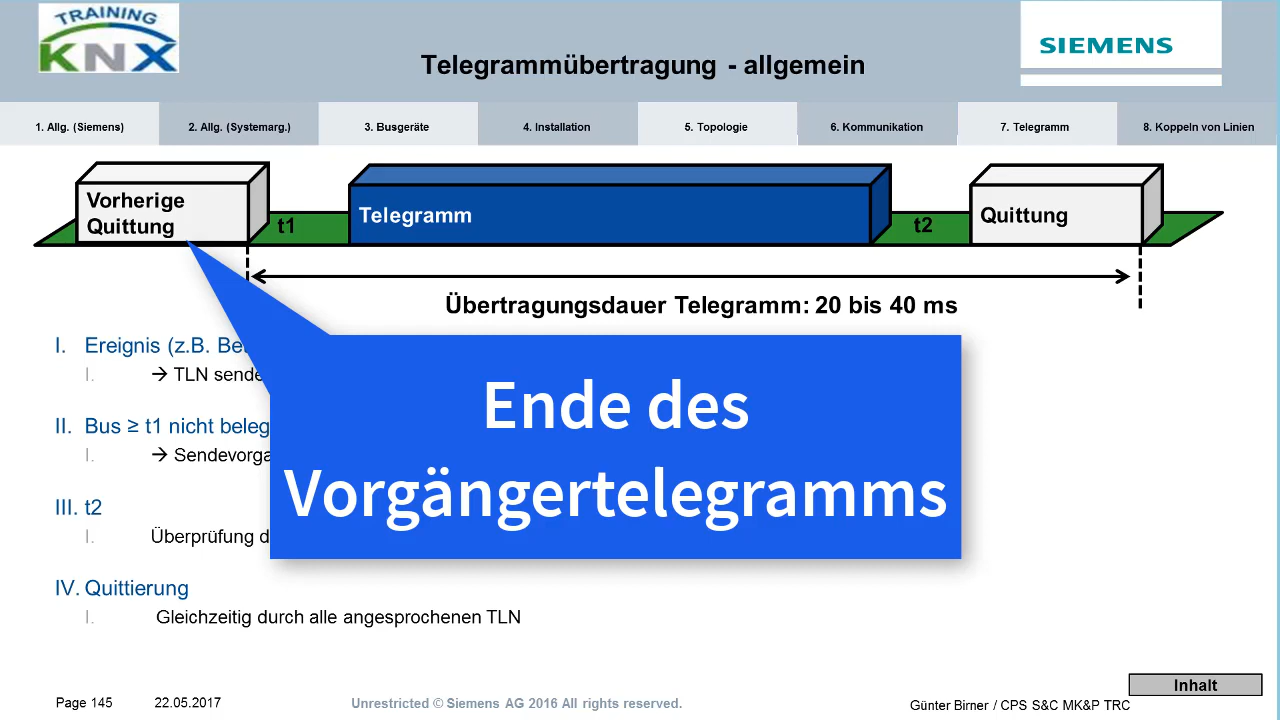 TRAINING
KNX
Telegrammübertragung - allgemein
SIEMENS
1. Allg. (Siemens)
2. Allg. (Systemarg.)
3. Busgeräte
4. Installation
5. Topologie
6. Kommunikation
7. Telegramm
8. Koppeln von Linien
Vorherige
Quittung
t1
Telegramm
t2
Quittung
Übertragungsdauer Telegramm: 20 bis 40 ms
I. Ereignis (z.B.
I. → TLN
II. Bus ≥ t1 nicht
I. →
III. t2
I. Überprüfung
IV. Quittierung
I. Gleichzeitig durch alle angesprochenen TLN
Ende des
Vorgängertelegramms
Inhalt
Page 145
22.05.2017
Unrestricted © Siemens AG 2016 All rights reserved.
Günter Birner / CPS S&C MK&P TRC